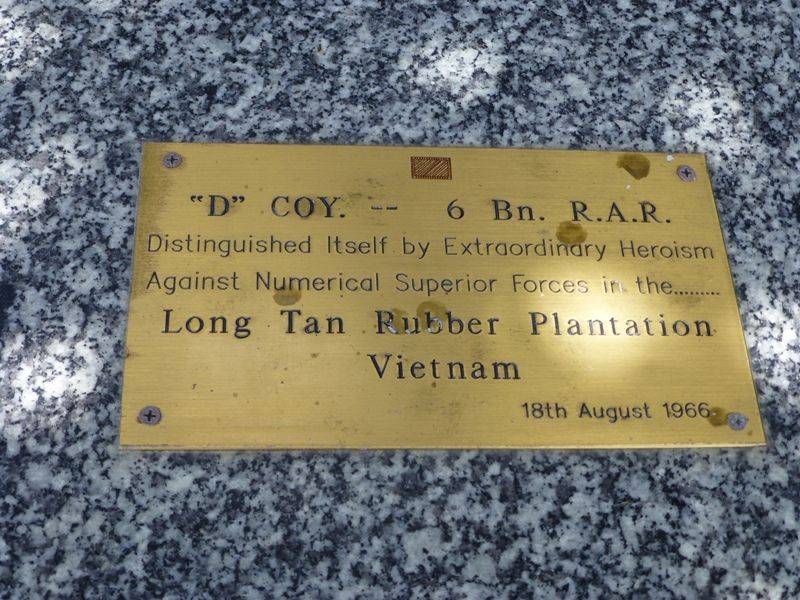 "D" COY. -- 6 Bn. R.A.R.
Distinguished Itself by Extraordinary Heroism
Against Numerical Superior Forces in the.........
Long Tan Rubber Plantation
Vietnam
18th August 1966